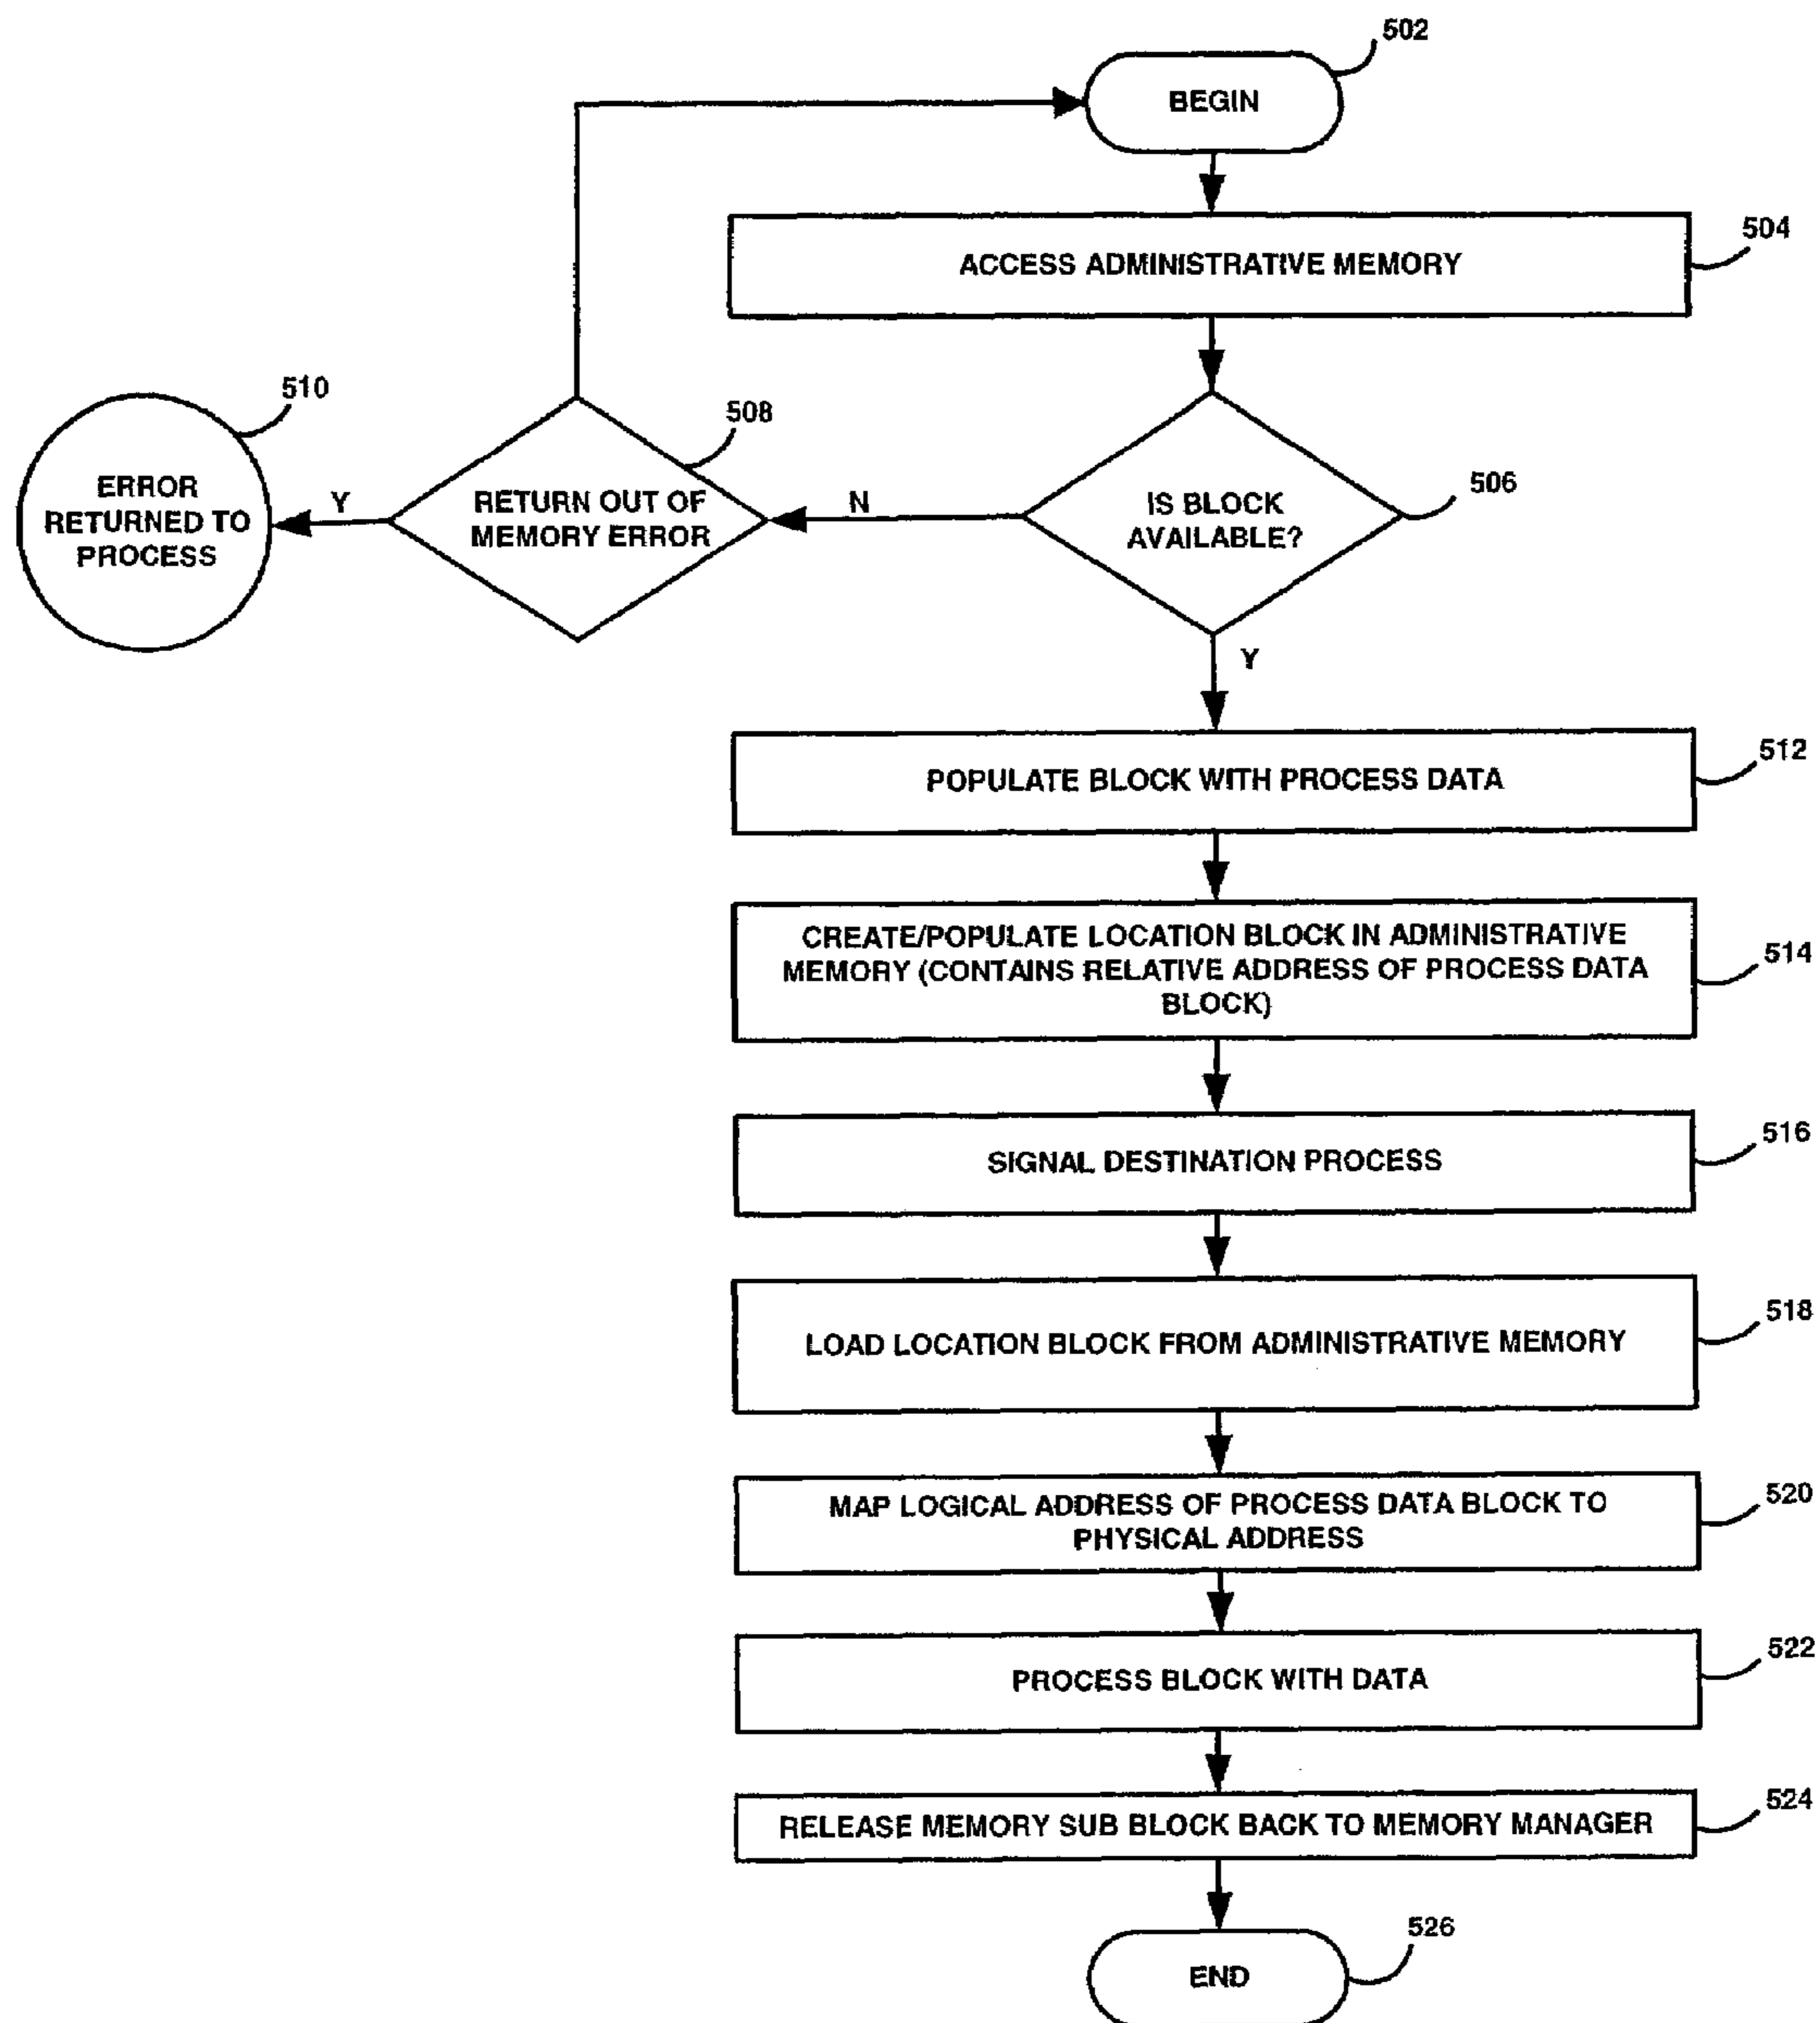 502
BEGIN
504
ACCESS ADMINISTRATIVE MEMORY
510
508
506
ERROR
RETURNED TO
PROCESS
Y
RETURN OUT OF
MEMORY ERROR
N
IS BLOCK
AVAILABLE?
Y
512
POPULATE BLOCK WITH PROCESS DATA
514
CREATE/POPULATE LOCATION BLOCK IN ADMINISTRATIVE
MEMORY (CONTAINS RELATIVE ADDRESS OF PROCESS DATA
BLOCK)
516
SIGNAL DESTINATION PROCESS
518
LOAD LOCATION BLOCK FROM ADMINISTRATIVE MEMORY
520
MAP LOGICAL ADDRESS OF PROCESS DATA BLOCK TO
PHYSICAL ADDRESS
522
PROCESS BLOCK WITH DATA
524
RELEASE MEMORY SUB BLOCK BACK TO MEMORY MANAGER
526
END